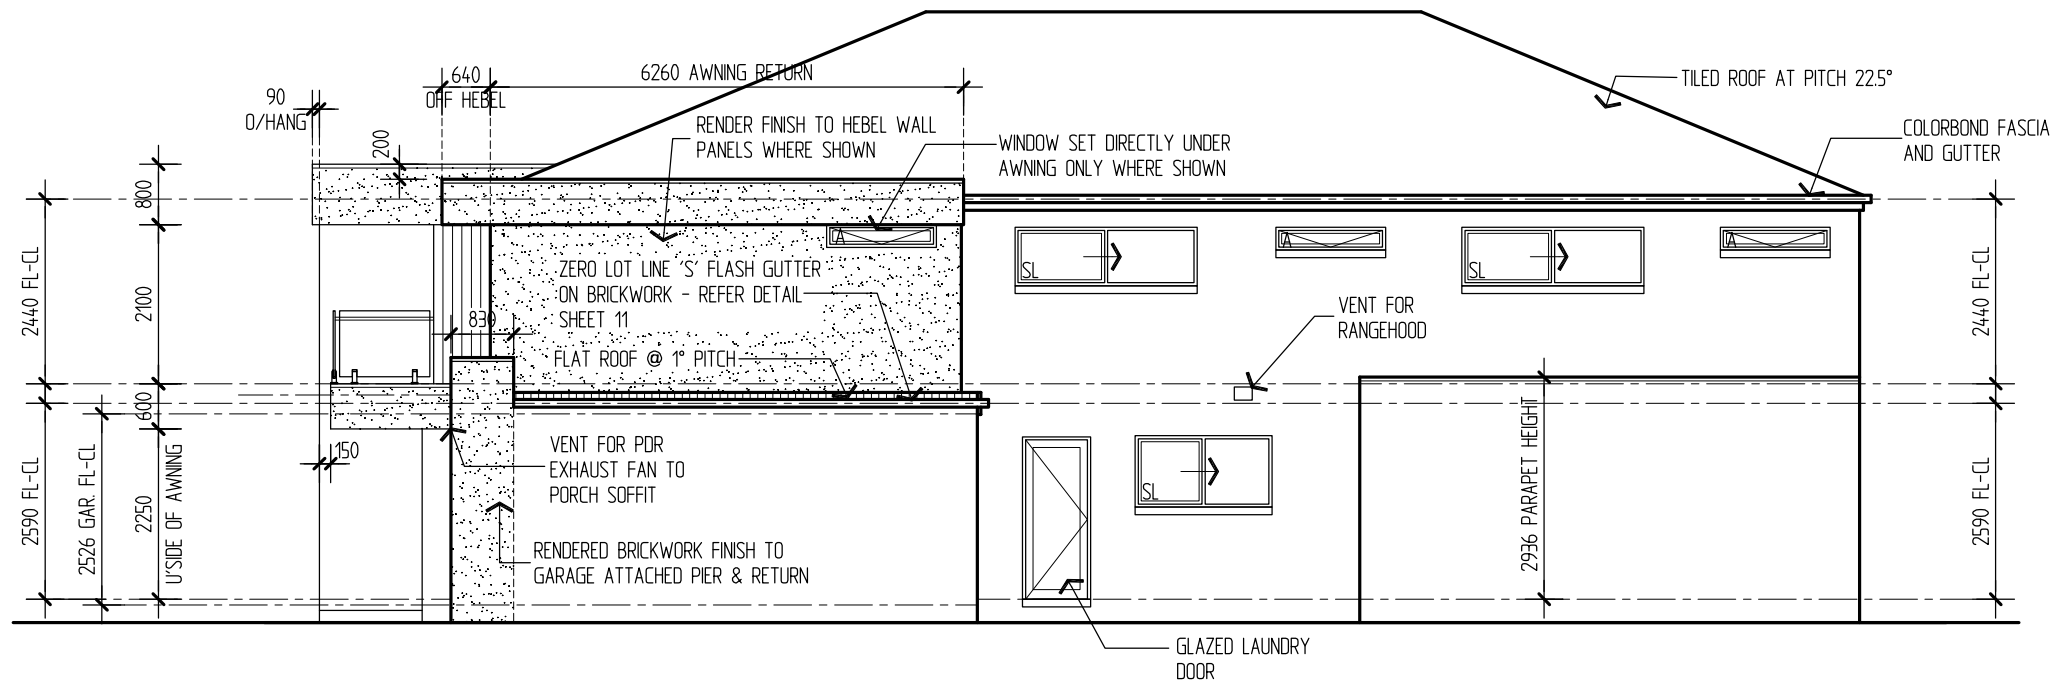 640
6260 AWNING RETURN
OFF HEBEL
90
O/HANG
TILED ROOF AT PITCH 22.5°
COLORBOND FASCIA
AND GUTTER
RENDER FINISH TO HEBEL WALL
PANELS WHERE SHOWN
WINDOW SET DIRECTLY UNDER
AWNING ONLY WHERE SHOWN
200
800
2440 FL-CL
2100
A
SL
A
SL
A
2440 FL-CL
ZERO LOT LINE 'S' FLASH GUTTER
ON BRICKWORK - REFER DETAIL
SHEET 11
830
FLAT ROOF @ 1° PITCH
VENT FOR
RANGEHOOD
600
150
2590 FL-CL
2526 GAR. FL-CL
2250
U'SIDE OF AWNING
VENT FOR PDR
EXHAUST FAN TO
PORCH SOFFIT
RENDERED BRICKWORK FINISH TO
GARAGE ATTACHED PIER & RETURN
SL
2936 PARAPET HEIGHT
2590 FL-CL
GLAZED LAUNDRY
DOOR